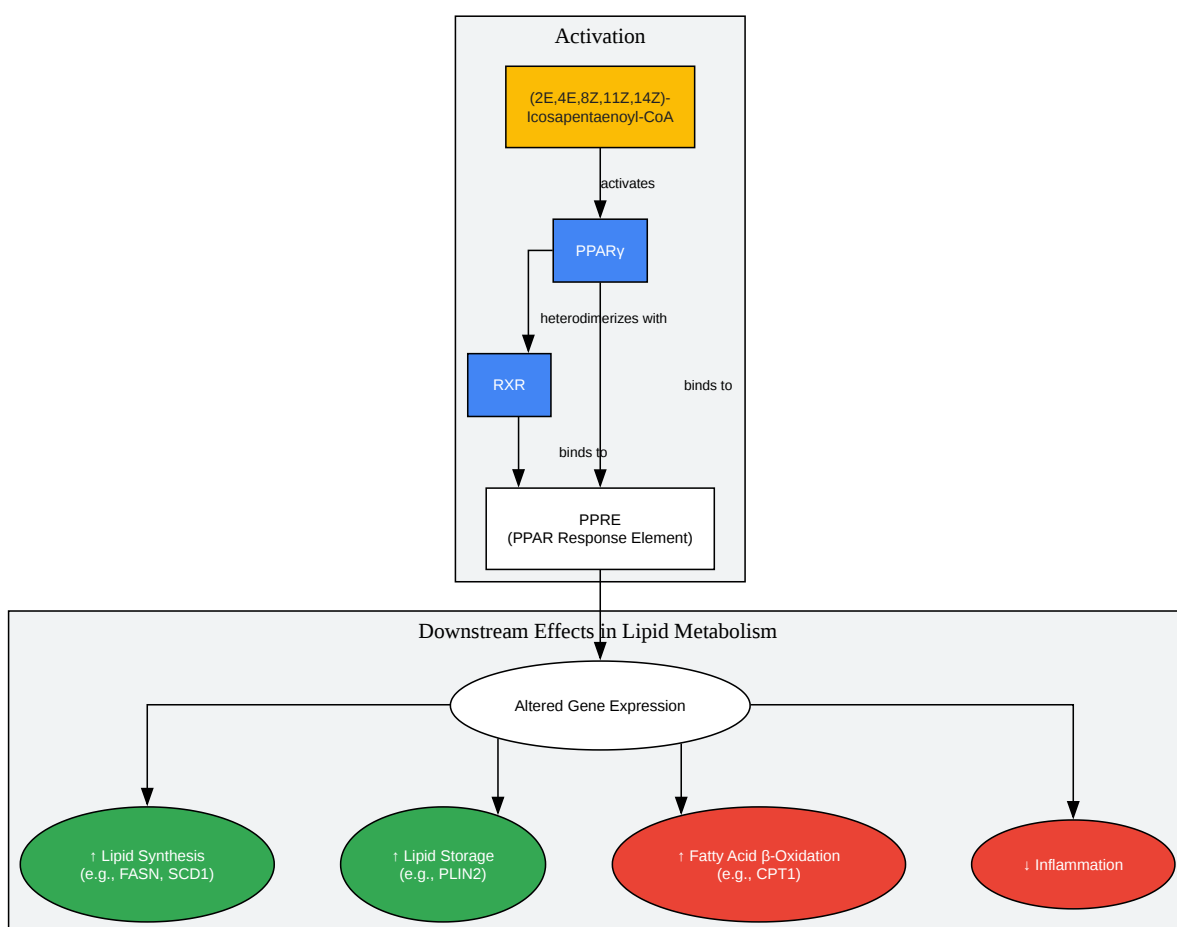 Activation
(2E,4E,8Z,11Z,14Z)-
Icosapentaenoyl-CoA
activates
PPARγ
heterodimerizes with
RXR
binds to
binds to
PPRE
(PPAR Response Element)
Downstream Effects in Lipid Metabolism
Altered Gene Expression
↑ Lipid Synthesis
(e.g., FASN, SCD1)
↑ Lipid Storage
(e.g., PLIN2)
↑ Fatty Acid β-Oxidation
(e.g., CPT1)
↓ Inflammation